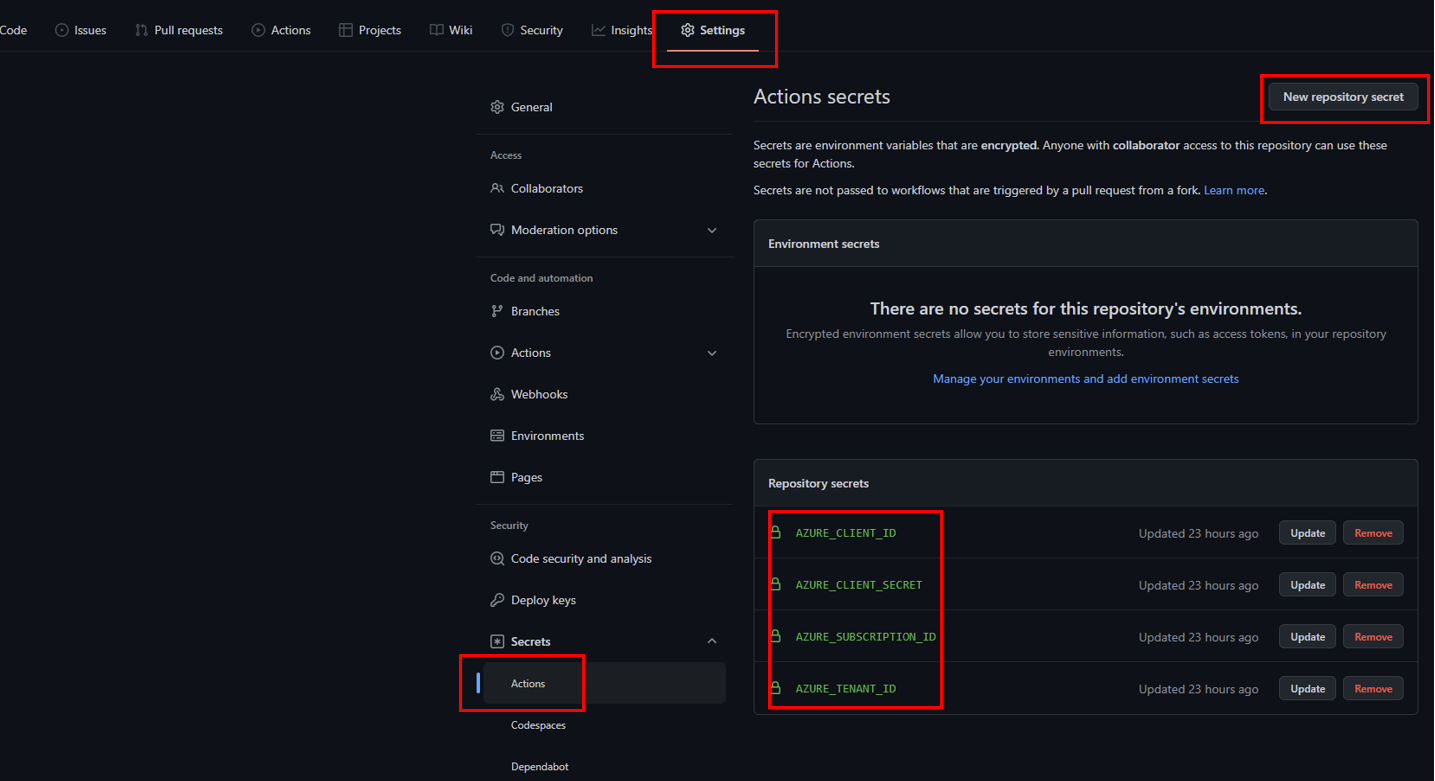 Code
Issues
Pull requests
Actions
Projects
Wiki
Security
Insights
Settings
General
Access
Collaborators
Moderation options
Code and automation
Branches
Actions
Webhooks
Environments
Pages
Security
Code security and analysis
Deploy keys
Secrets
Actions
Codespaces
Dependabot
Actions secrets
New repository secret
Secrets are environment variables that are encrypted. Anyone with collaborator access to this repository can use these
secrets for Actions.
Secrets are not passed to workflows that are triggered by a pull request from a fork. Learn more.
Environment secrets
There are no secrets for this repository's environments.
Encrypted environment secrets allow you to store sensitive information, such as access tokens, in your repository
environments.
Manage your environments and add environment secrets
Repository secrets
AZURE_CLIENT_ID Updated 23 hours ago Update Remove
AZURE_CLIENT_SECRET Updated 23 hours ago Update Remove
AZURE_SUBSCRIPTION_ID Updated 23 hours ago Update Remove
AZURE_TENANT_ID Updated 23 hours ago Update Remove